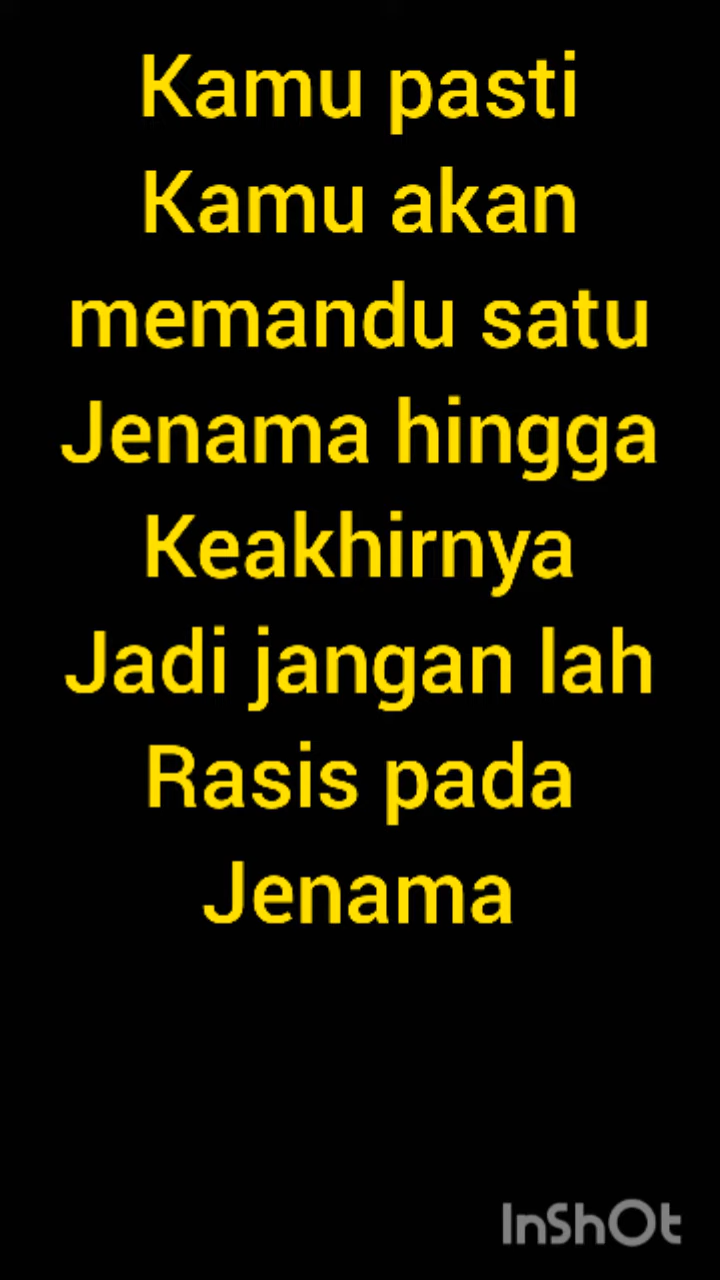 Kamu pasti
Kamu akan
memandu satu
Jenama hingga
Keakhirnya
Jadi jangan lah
Rasis pada
Jenama
InShOt